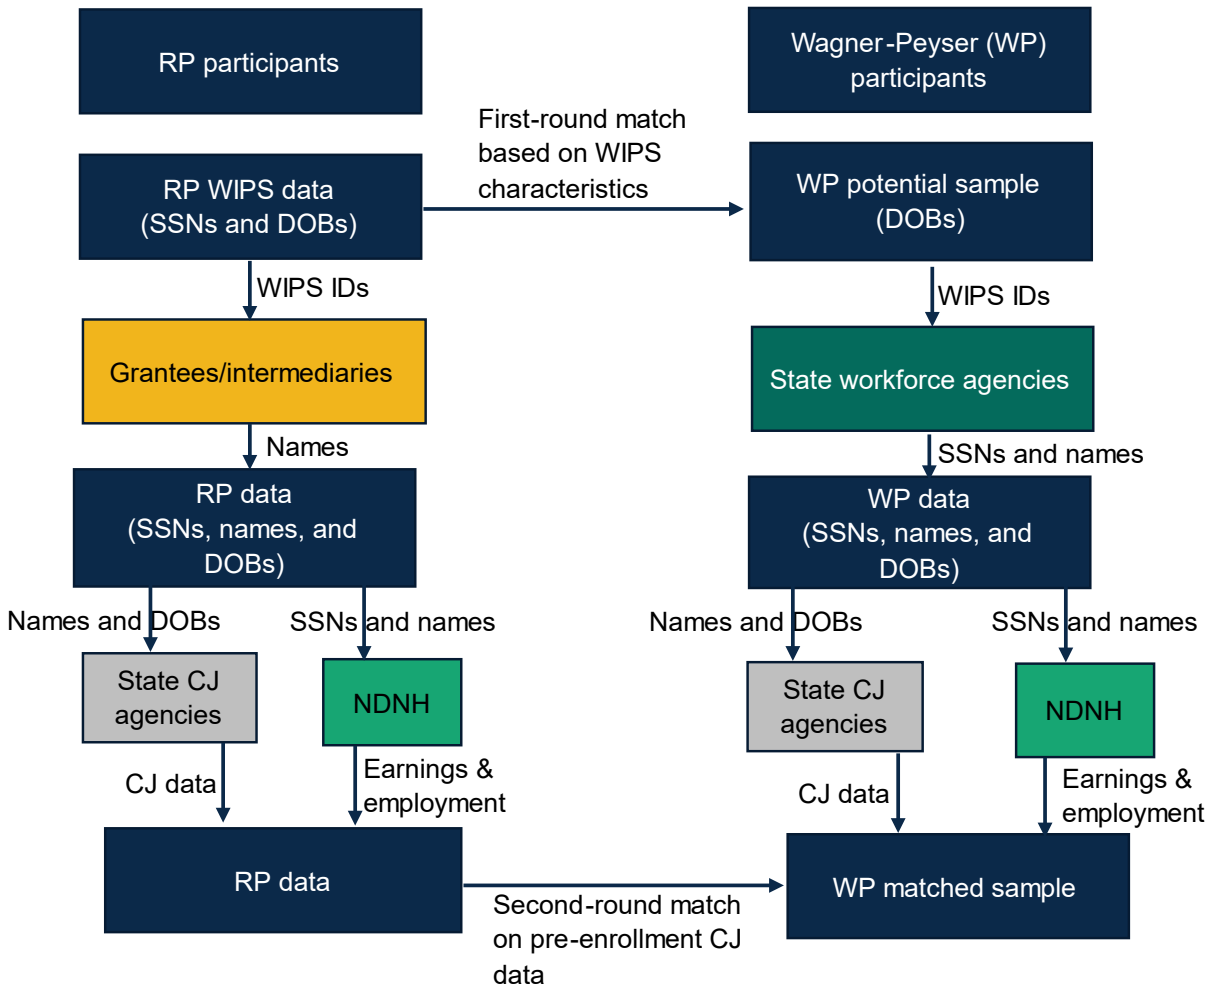 RP participants
Wagner-Peyser (WP)
participants
First-round match
based on WIPS
characteristics
RP WIPS data
(SSNs and DOBs)
WP potential sample
(DOBs)
WIPS IDs
WIPS IDs
Grantees/intermediaries
State workforce agencies
Names
SSNs and names
RP data
(SSNs, names, and
DOBs)
WP data
(SSNs, names, and
DOBs)
Names and DOBs
SSNs and names
Names and DOBs
SSNs and names
State CJ
agencies
NDNH
State CJ
agencies
NDNH
CJ data
Earnings &
employment
CJ data
Earnings &
employment
RP data
WP matched sample
Second-round match
on pre-enrollment CJ
data